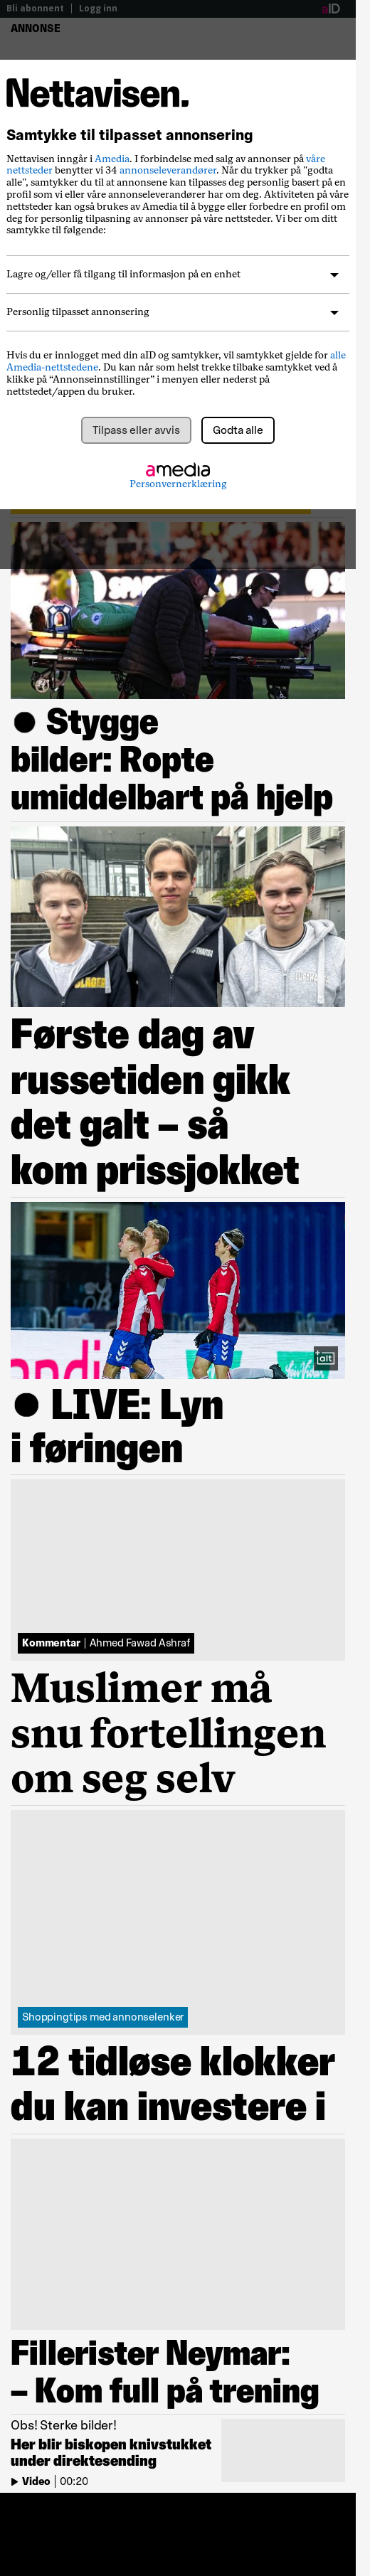 Bli abonnent | Logg inn
aID
ANNONSE
Nettavisen.
Samtykke til tilpasset annonsering
Nettavisen inngår i Amedia. I forbindelse med salg av annonser på våre
nettsteder benytter vi 34 annonseleverandører. Når du trykker på "godta
alle", samtykker du til at annonsene kan tilpasses deg personlig basert på en
profil som vi eller våre annonseleverandører har om deg. Aktiviteten på våre
nettsteder kan også brukes av Amedia til å bygge eller forbedre en profil om
deg for personlig tilpasning av annonser på våre nettsteder. Vi ber om ditt
samtykke til følgende:
Lagre og/eller få tilgang til informasjon på en enhet
Personlig tilpasset annonsering
Hvis du er innlogget med din aID og samtykker, vil samtykket gjelde for alle
Amedia-nettstedene. Du kan når som helst trekke tilbake samtykket ved å
klikke på “Annonseinnstillinger” i menyen eller nederst på
nettstedet/appen du bruker.
Tilpass eller avvis
Godta alle
amedia
Personvernerklæring
● Stygge
bilder: Ropte
umiddelbart på hjelp
Første dag av
russetiden gikk
det galt – så
kom prissjokket
+alt
● LIVE: Lyn
i føringen
Kommentar | Ahmed Fawad Ashraf
Muslimer må
snu fortellingen
om seg selv
Shoppingtips med annonselenker
12 tidløse klokker
du kan investere i
Fillerister Neymar:
– Kom full på trening
Obs! Sterke bilder!
Her blir biskopen knivstukket
under direktesending
Video | 00:20